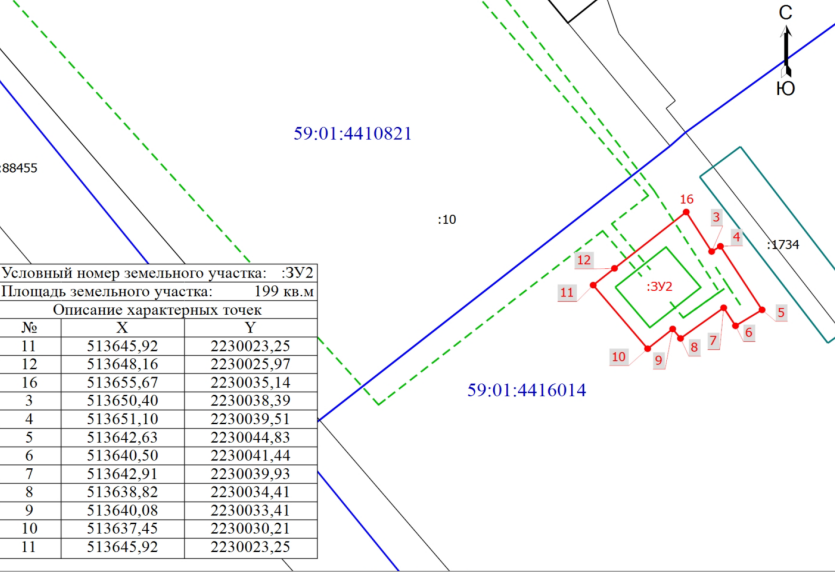 С
Ю
59:01:4410821
:88455
:10
16
3
4
:1734
12
:ЗУ2
11
5
6
7
8
9
10
59:01:4416014
Условный номер земельного участка: :ЗУ2
Площадь земельного участка: 199 кв.м
Описание характерных точек
№ X Y
11 513645,92 2230023,25
12 513648,16 2230025,97
16 513655,67 2230035,14
3 513650,40 2230038,39
4 513651,10 2230039,51
5 513642,63 2230044,83
6 513640,50 2230041,44
7 513642,91 2230039,93
8 513638,82 2230034,41
9 513640,08 2230033,41
10 513637,45 2230030,21
11 513645,92 2230023,25